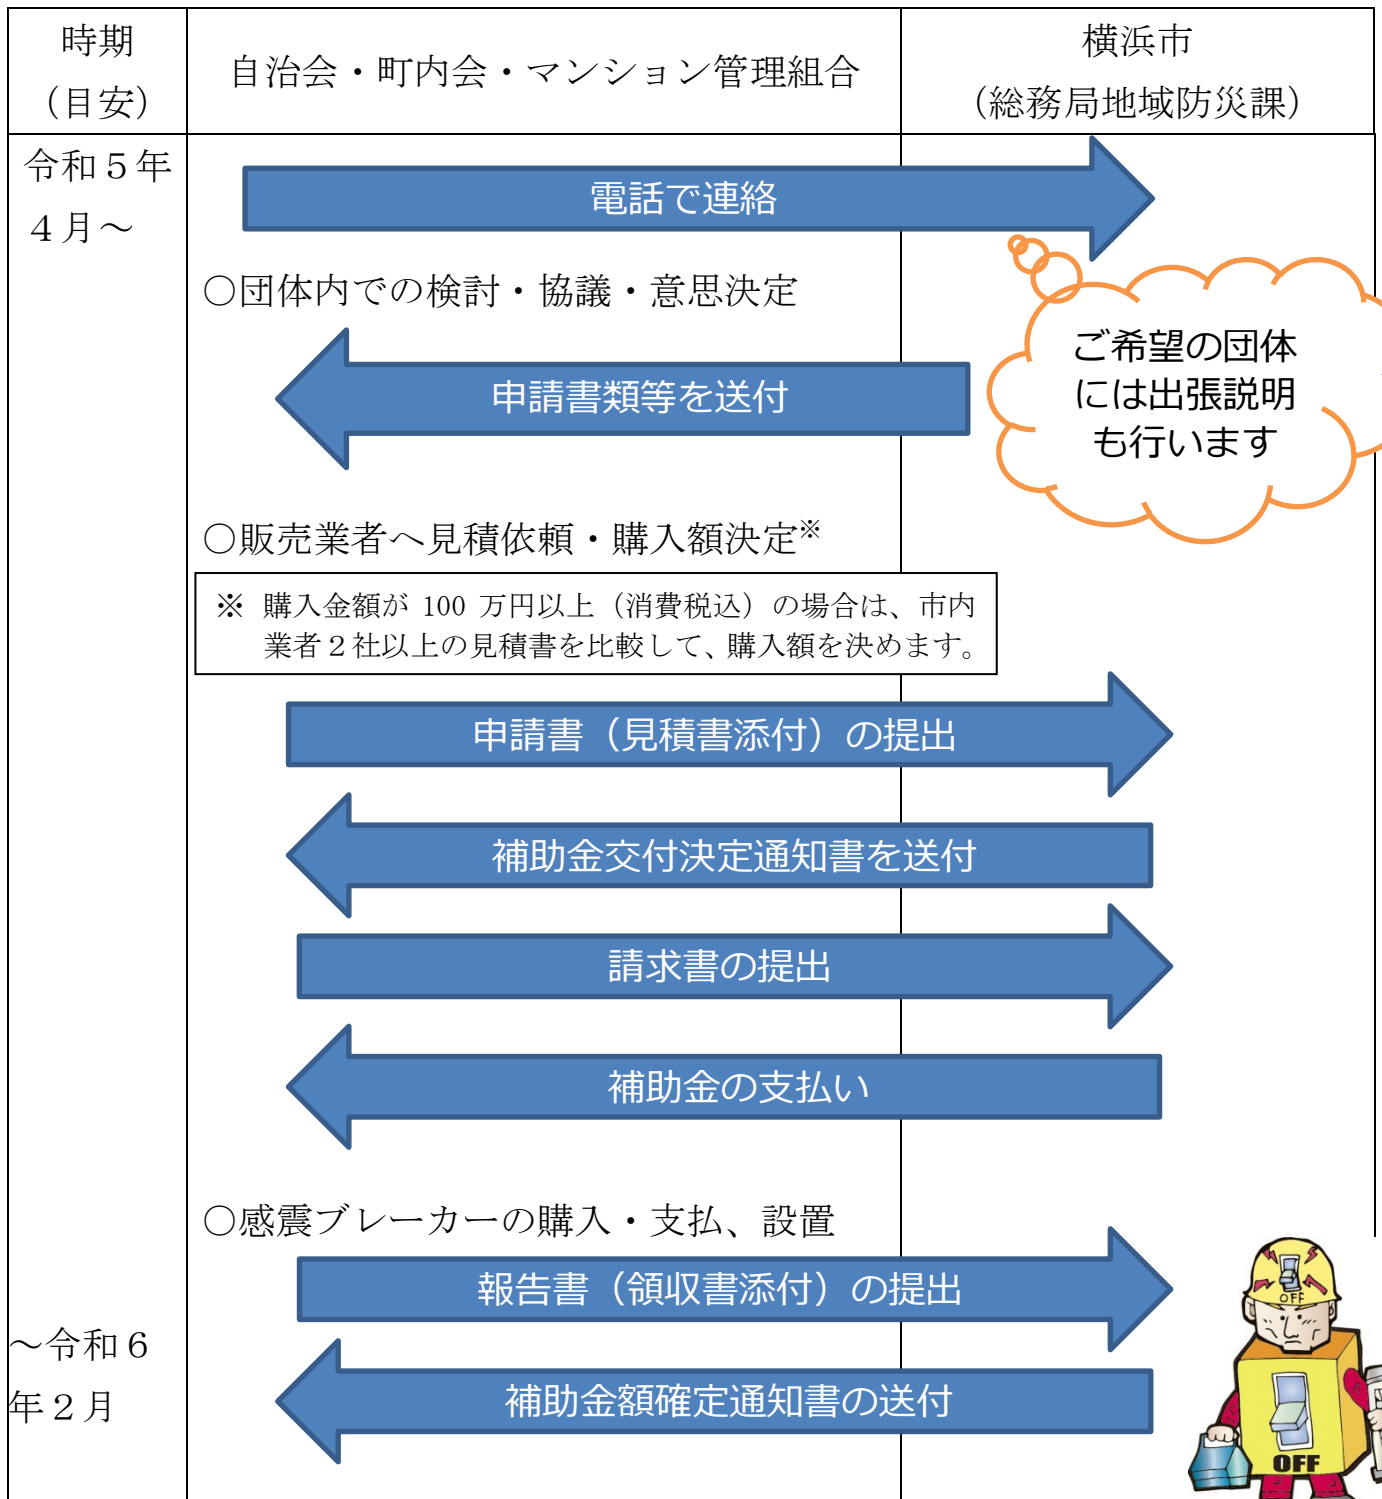 時期
（目安）
自治会・町内会・マンション管理組合
横浜市
（総務局地域防災課）
令和５年
４月～
電話で連絡
○団体内での検討・協議・意思決定
ご希望の団体
には出張説明
も行います
申請書類等を送付
○販売業者へ見積依頼・購入額決定※
※ 購入金額が 100 万円以上（消費税込）の場合は、市内
業者２社以上の見積書を比較して、購入額を決めます。
申請書（見積書添付）の提出
補助金交付決定通知書を送付
請求書の提出
補助金の支払い
○感震ブレーカーの購入・支払、設置
報告書（領収書添付）の提出
OFF
～令和６
年２月
補助金額確定通知書の送付
OFF